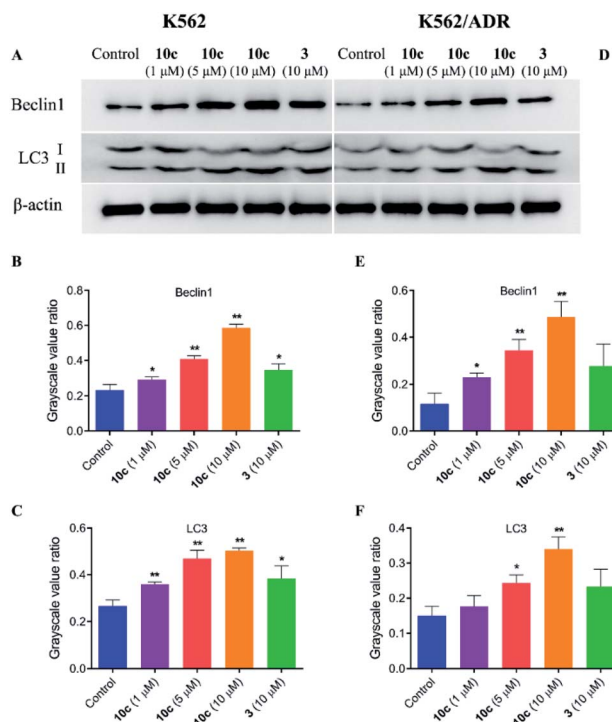 K562 K562/ADR
A Control 10c 10c 10c 3 Control 10c 10c 10c 3 D
(1 μM) (5 μM) (10 μM) (10 μM) (1 μM) (5 μM) (10 μM) (10 μM)
Beclin1
LC3 I
II
β-actin
B
Beclin1
Grayscale value ratio
0.8
0.6
0.4
0.2
0.0
* ** ** *
Control
10c (1 μM)
10c (5 μM)
10c (10 μM)
3 (10 μM)
E
Beclin1
Grayscale value ratio
0.6
0.4
0.2
0.0
* ** **
Control
10c (1 μM)
10c (5 μM)
10c (10 μM)
3 (10 μM)
C
LC3
Grayscale value ratio
0.6
0.4
0.2
0.0
** ** ** *
Control
10c (1 μM)
10c (5 μM)
10c (10 μM)
3 (10 μM)
F
LC3
Grayscale value ratio
0.4
0.3
0.2
0.1
0.0
* **
Control
10c (1 μM)
10c (5 μM)
10c (10 μM)
3 (10 μM)